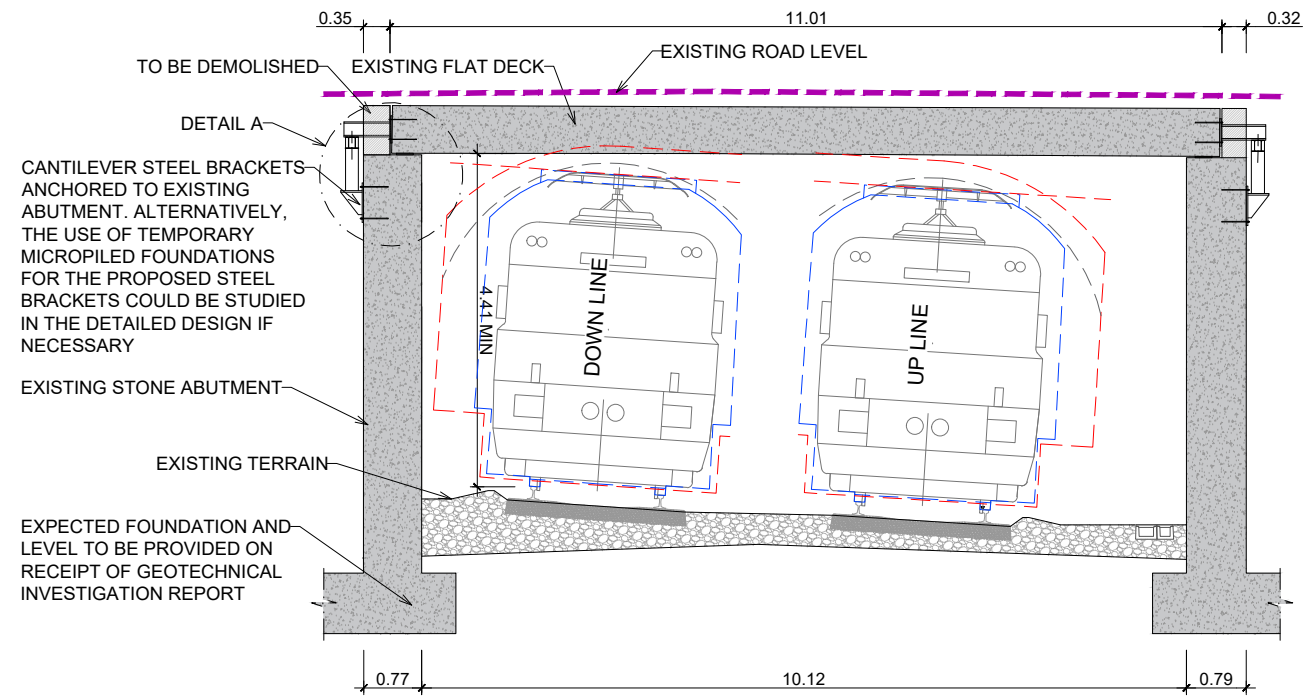 0.35
11.01
0.32
EXISTING ROAD LEVEL
TO BE DEMOLISHED
EXISTING FLAT DECK
DETAIL A
CANTILEVER STEEL BRACKETS
ANCHORED TO EXISTING
ABUTMENT. ALTERNATIVELY,
THE USE OF TEMPORARY
MICROPILED FOUNDATIONS
FOR THE PROPOSED STEEL
BRACKETS COULD BE STUDIED
IN THE DETAILED DESIGN IF
NECESSARY
4.41 MIN
DOWN LINE
UP LINE
EXISTING STONE ABUTMENT
EXISTING TERRAIN
EXPECTED FOUNDATION AND
LEVEL TO BE PROVIDED ON
RECEIPT OF GEOTECHNICAL
INVESTIGATION REPORT
0.77
10.12
0.79